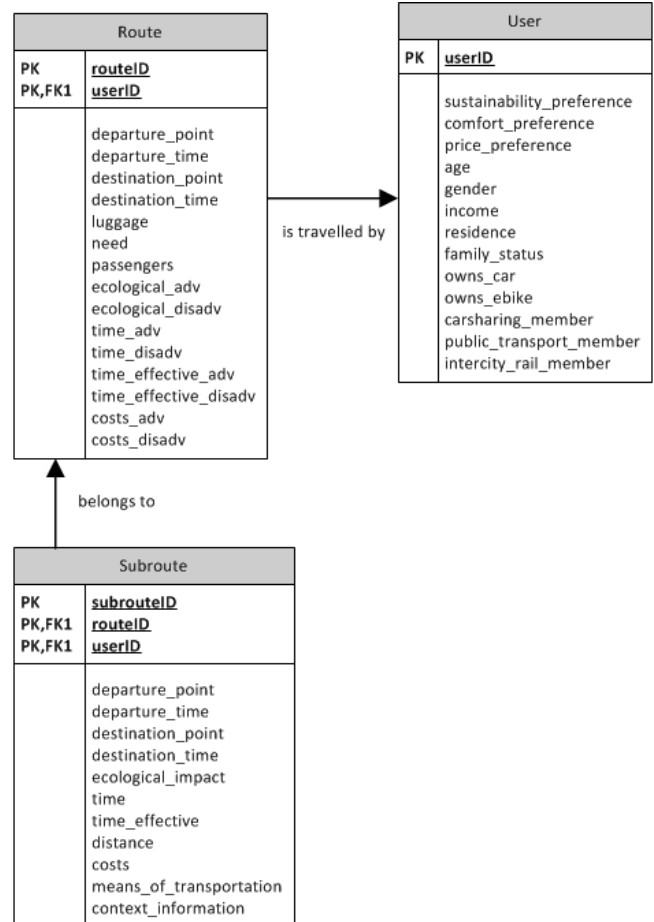 Route
PK routeID
PK,FK1 userID
departure_point
departure_time
destination_point
destination_time
luggage
need
passengers
ecological_adv
ecological_disadv
time_adv
time_disadv
time_effective_adv
time_effective_disadv
costs_adv
costs_disadv
is travelled by
User
PK userID
sustainability_preference
comfort_preference
price_preference
age
gender
income
residence
family_status
owns_car
owns_ebike
carsharing_member
public_transport_member
intercity_rail_member
belongs to
Subroute
PK subrouteID
PK,FK1 routeID
PK,FK1 userID
departure_point
departure_time
destination_point
destination_time
ecological_impact
time
time_effective
distance
costs
means_of_transportation
context_information